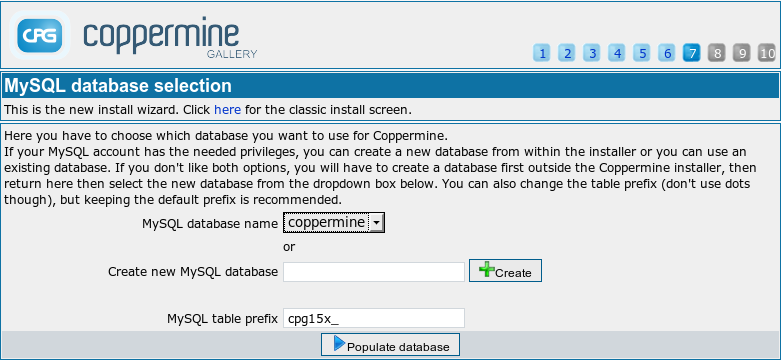 CPG coppermine
GALLERY
1 2 3 4 5 6 7 8 9 10
MySQL database selection
This is the new install wizard. Click here for the classic install screen.
Here you have to choose which database you want to use for Coppermine.
If your MySQL account has the needed privileges, you can create a new database from within the installer or you can use an
existing database. If you don't like both options, you will have to create a database first outside the Coppermine installer, then
return here then select the new database from the dropdown box below. You can also change the table prefix (don't use dots
though), but keeping the default prefix is recommended.
MySQL database name coppermine
or
Create new MySQL database Create
MySQL table prefix cpg15x_
Populate database